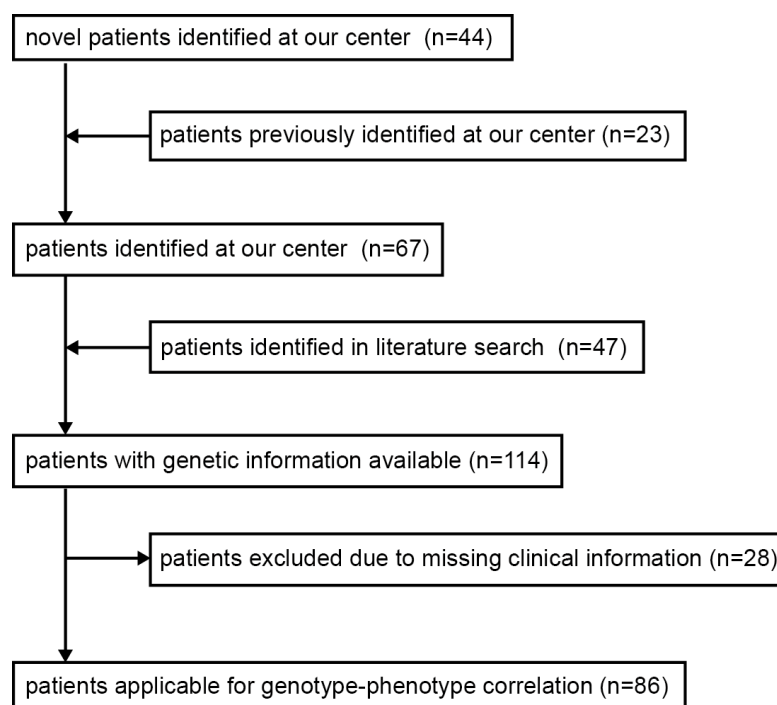 novel patients identified at our center (n=44)
patients previously identified at our center (n=23)
patients identified at our center (n=67)
patients identified in literature search (n=47)
patients with genetic information available (n=114)
patients excluded due to missing clinical information (n=28)
patients applicable for genotype-phenotype correlation (n=86)